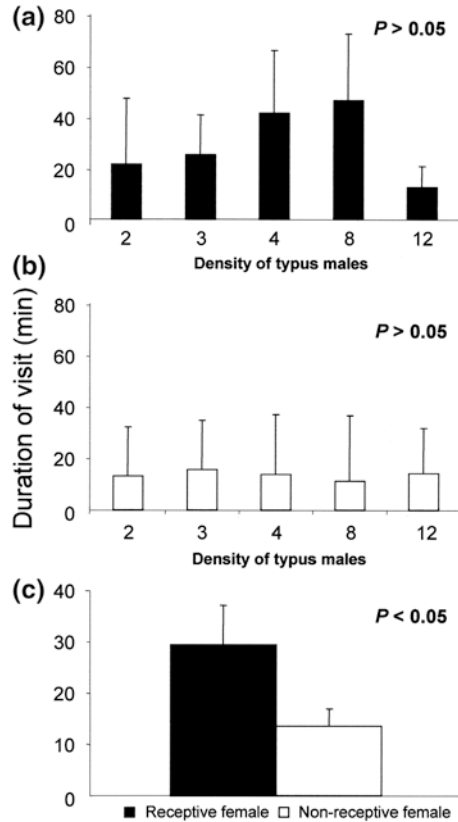 (a)
P > 0.05
80
60
40
20
0
2 3 4 8 12
Density of typus males
(b)
P > 0.05
80
60
40
20
0
2 3 4 8 12
Density of typus males
Duration of visit (min)
(c)
P < 0.05
40
30
20
10
0
Receptive female Non-receptive female